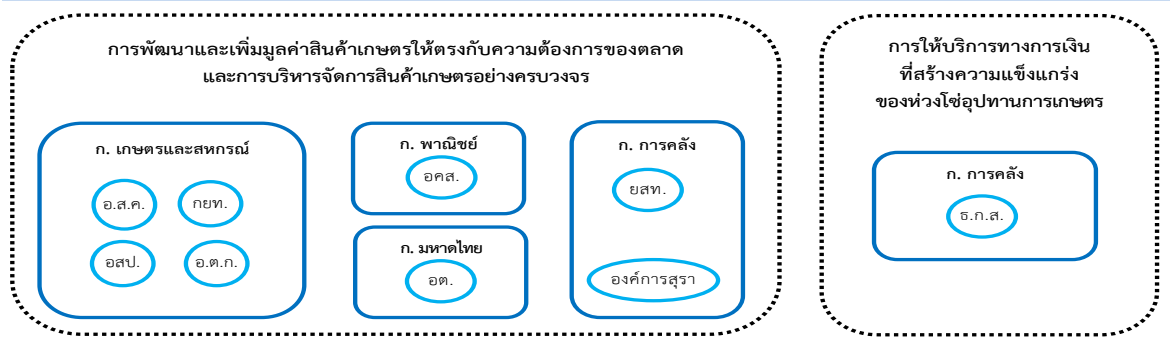 การพัฒนาและเพิ่มมูลค่าสินค้าเกษตรให้ตรงกับความต้องการของตลาด
และการบริหารจัดการสินค้าเกษตรอย่างครบวงจร
ก. เกษตรและสหกรณ์
อ.ส.ค.
กยท.
อสป.
อ.ต.ก.
ก. พาณิชย์
อคส.
ก. มหาดไทย
อต.
ก. การคลัง
ยสท.
องค์การสุรา
การให้บริการทางการเงิน
ที่สร้างความแข็งแกร่ง
ของห่วงโซ่อุปทานการเกษตร
ก. การคลัง
ธ.ก.ส.